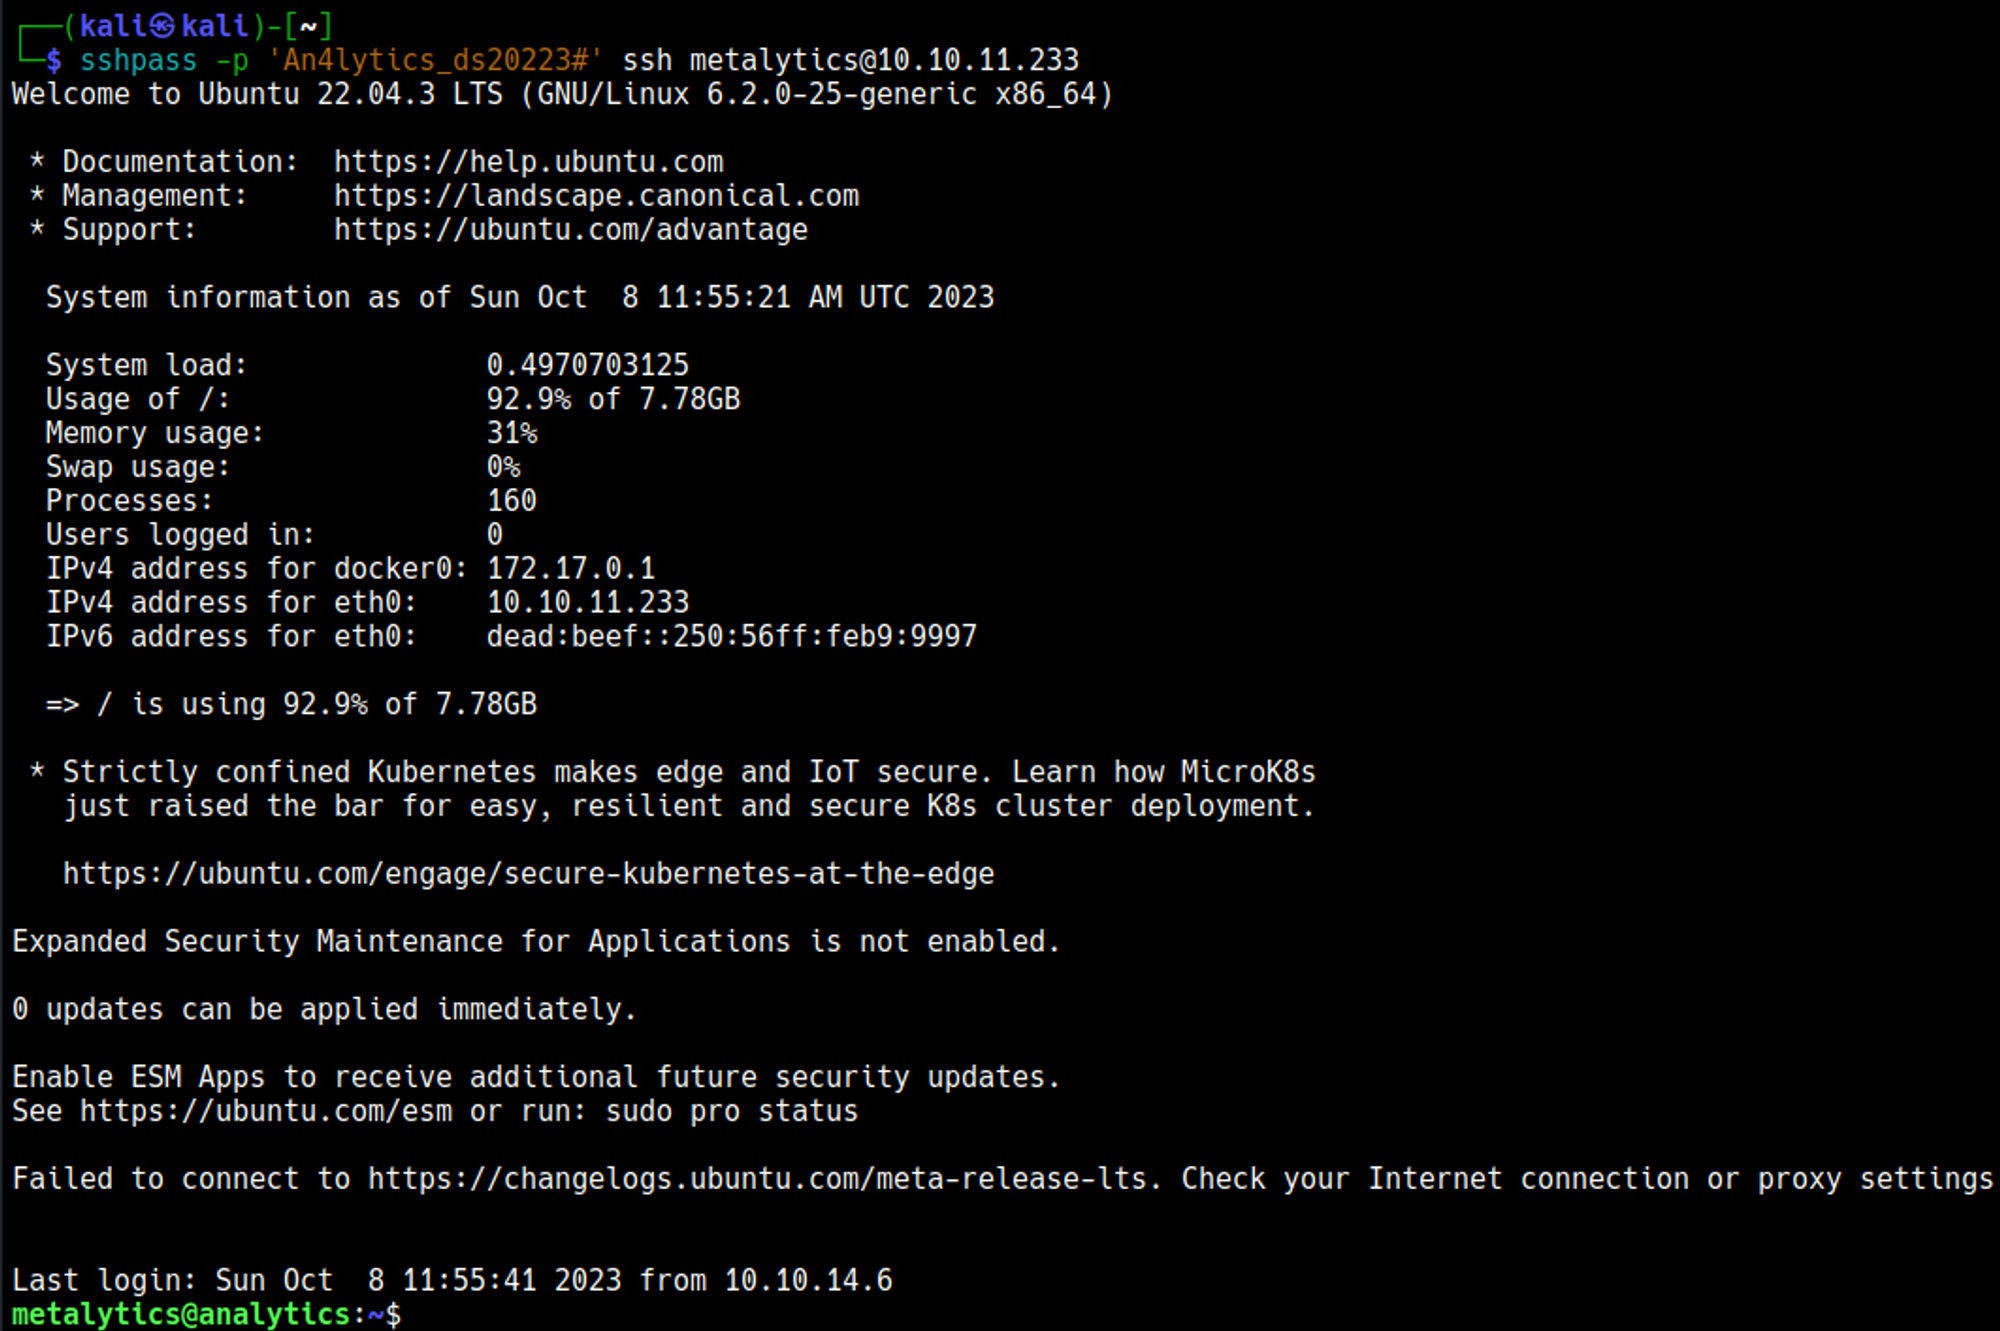 ┌──(kali㉿kali)-[~]
└─$ sshpass -p 'An4lytics_ds20223#' ssh metalytics@10.10.11.233
Welcome to Ubuntu 22.04.3 LTS (GNU/Linux 6.2.0-25-generic x86_64)

 * Documentation:  https://help.ubuntu.com
 * Management:     https://landscape.canonical.com
 * Support:        https://ubuntu.com/advantage

  System information as of Sun Oct  8 11:55:21 AM UTC 2023

  System load:              0.4970703125
  Usage of /:               92.9% of 7.78GB
  Memory usage:             31%
  Swap usage:               0%
  Processes:                160
  Users logged in:          0
  IPv4 address for docker0: 172.17.0.1
  IPv4 address for eth0:    10.10.11.233
  IPv6 address for eth0:    dead:beef::250:56ff:feb9:9997

  => / is using 92.9% of 7.78GB

 * Strictly confined Kubernetes makes edge and IoT secure. Learn how MicroK8s
   just raised the bar for easy, resilient and secure K8s cluster deployment.

   https://ubuntu.com/engage/secure-kubernetes-at-the-edge

Expanded Security Maintenance for Applications is not enabled.

0 updates can be applied immediately.

Enable ESM Apps to receive additional future security updates.
See https://ubuntu.com/esm or run: sudo pro status

Failed to connect to https://changelogs.ubuntu.com/meta-release-lts. Check your Internet connection or proxy settings


Last login: Sun Oct  8 11:55:41 2023 from 10.10.14.6
metalytics@analytics:~$